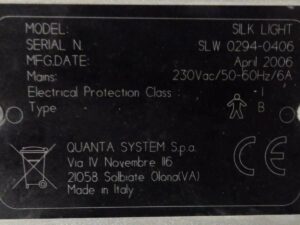 MODEL: SILK LIGHT
SERIAL N. SLW 0294-0406
MFG.DATE: April 2006
Mains: 230Vac/50-60Hz/6A
Electrical Protection Class : I
Type B
QUANTA SYSTEM S.p.a.
Via IV Novembre 116
21058 Solbiate Olona(VA)
Made in Italy
CE